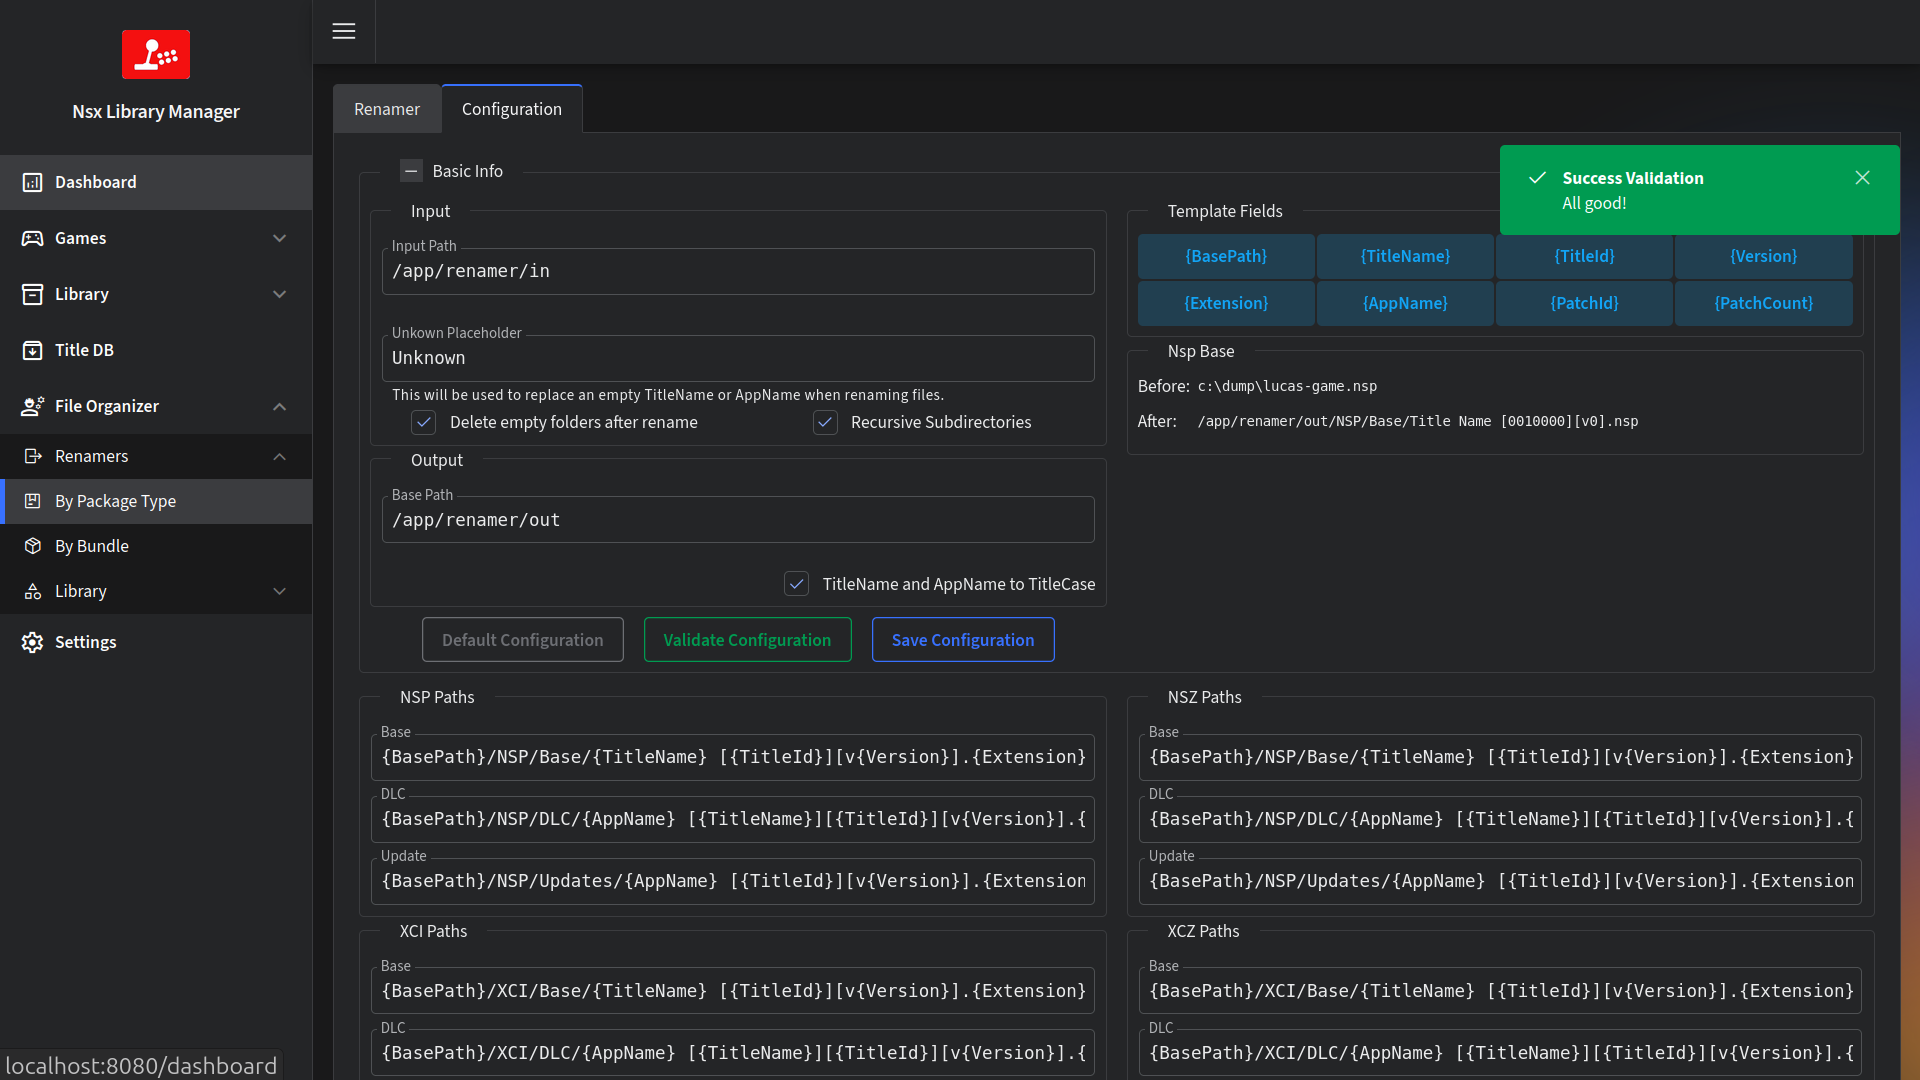 Nsx Library Manager
Dashboard
Games
Library
Title DB
File Organizer
Renamers
By Package Type
By Bundle
Library
Settings
localhost:8080/dashboard
Renamer
Configuration
Basic Info
Success Validation
All good!
Input
Input Path
/app/renamer/in
Unkown Placeholder
Unknown
This will be used to replace an empty TitleName or AppName when renaming files.
Delete empty folders after rename
Recursive Subdirectories
Output
Base Path
/app/renamer/out
TitleName and AppName to TitleCase
Template Fields
{BasePath} {TitleName} {TitleId} {Version}
{Extension} {AppName} {PatchId} {PatchCount}
Nsp Base
Before: c:\dump\lucas-game.nsp
After: /app/renamer/out/NSP/Base/Title Name [0010000][v0].nsp
Default Configuration
Validate Configuration
Save Configuration
NSP Paths
Base
{BasePath}/NSP/Base/{TitleName} [{TitleId}][v{Version}].{Extension}
DLC
{BasePath}/NSP/DLC/{AppName} [{TitleName}][{TitleId}][v{Version}].{
Update
{BasePath}/NSP/Updates/{AppName} [{TitleId}][v{Version}].{Extension
NSZ Paths
Base
{BasePath}/NSP/Base/{TitleName} [{TitleId}][v{Version}].{Extension}
DLC
{BasePath}/NSP/DLC/{AppName} [{TitleName}][{TitleId}][v{Version}].{
Update
{BasePath}/NSP/Updates/{AppName} [{TitleId}][v{Version}].{Extension
XCI Paths
Base
{BasePath}/XCI/Base/{TitleName} [{TitleId}][v{Version}].{Extension}
DLC
{BasePath}/XCI/DLC/{AppName} [{TitleName}][{TitleId}][v{Version}].{
XCZ Paths
Base
{BasePath}/XCI/Base/{TitleName} [{TitleId}][v{Version}].{Extension}
DLC
{BasePath}/XCI/DLC/{AppName} [{TitleName}][{TitleId}][v{Version}].{